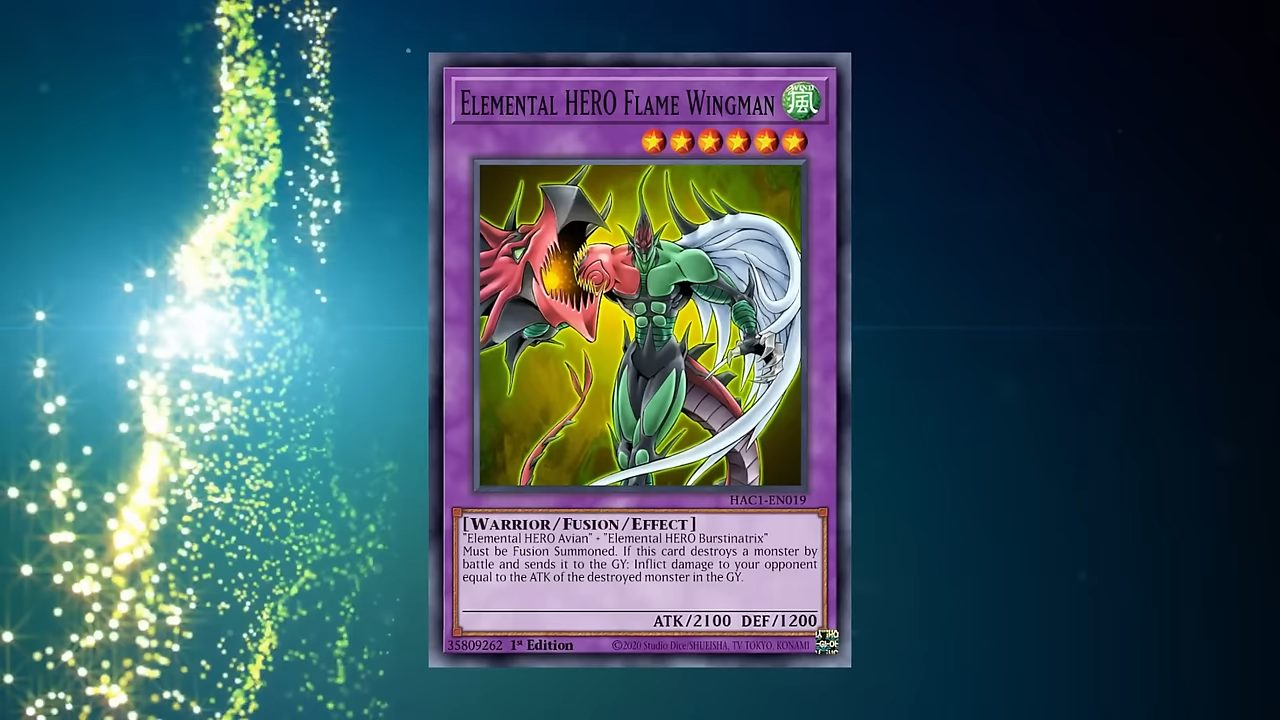 ELEMENTAL HERO FLAME WINGMAN
WIND
風
HAC1-EN019
[WARRIOR/FUSION/EFFECT]
"Elemental HERO Avian" + "Elemental HERO Burstinatrix"
Must be Fusion Summoned. If this card destroys a monster by
battle and sends it to the GY: Inflict damage to your opponent
equal to the ATK of the destroyed monster in the GY.
ATK/2100 DEF/1200
35809262 1st Edition ©2020 Studio Dice/SHUEISHA, TV TOKYO, KONAMI